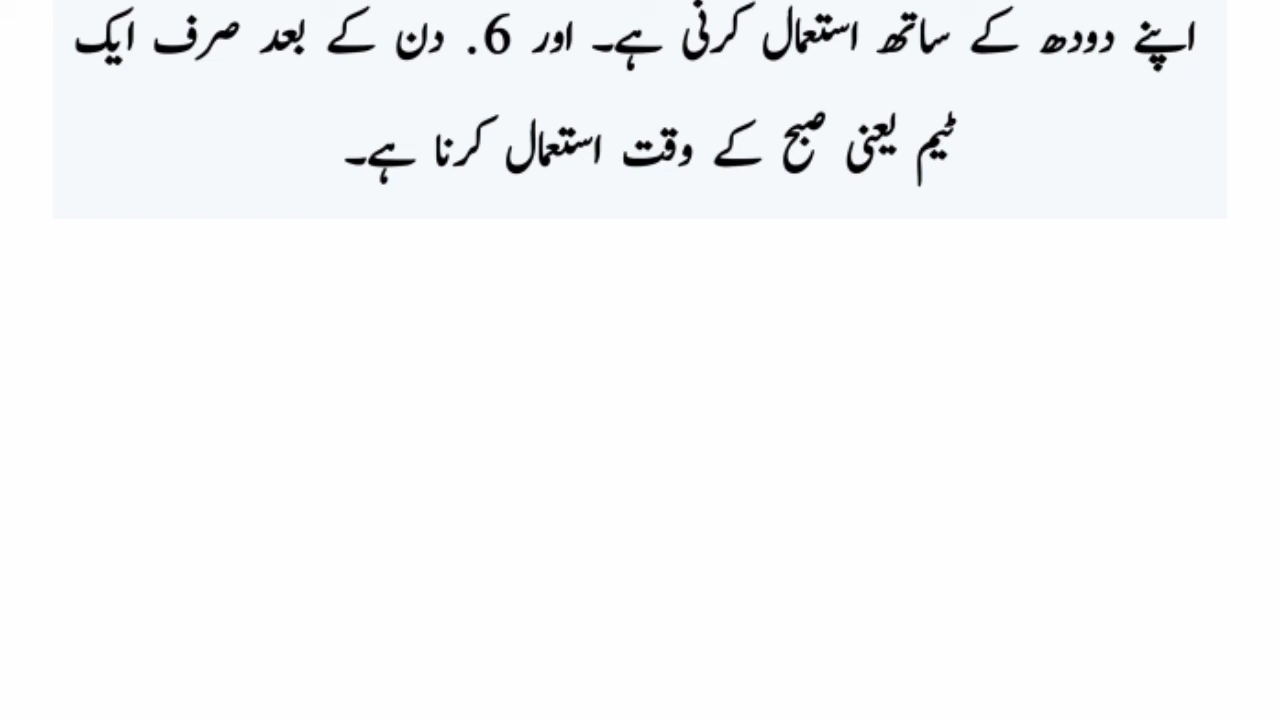 اپنے دودھ کے ساتھ استعمال کرنی ہے۔ اور 6. دن کے بعد صرف ایک
ٹیم یعنی صبح کے وقت استعمال کرنا ہے۔